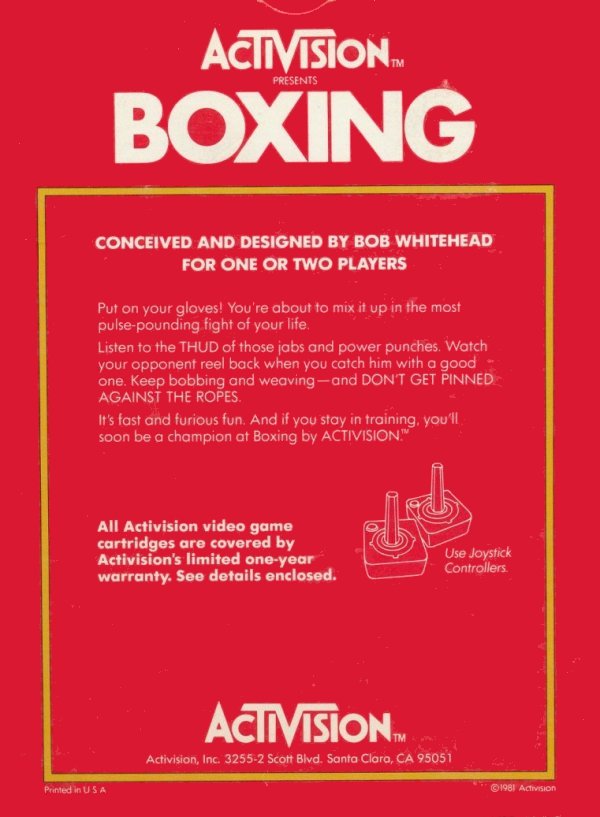 ACTIVISION™
PRESENTS
BOXING
CONCEIVED AND DESIGNED BY BOB WHITEHEAD
FOR ONE OR TWO PLAYERS
Put on your gloves! You're about to mix it up in the most
pulse-pounding fight of your life.
Listen to the THUD of those jabs and power punches. Watch
your opponent reel back when you catch him with a good
one. Keep bobbing and weaving—and DON'T GET PINNED
AGAINST THE ROPES.
It's fast and furious fun. And if you stay in training, you'll
soon be a champion at Boxing by ACTIVISION.™
All Activision video game
cartridges are covered by
Activision's limited one-year
warranty. See details enclosed.
Use Joystick
Controllers.
ACTIVISION™
Activision, Inc. 3255-2 Scott Blvd. Santa Clara, CA 95051
Printed in U S A
©1981 Activision